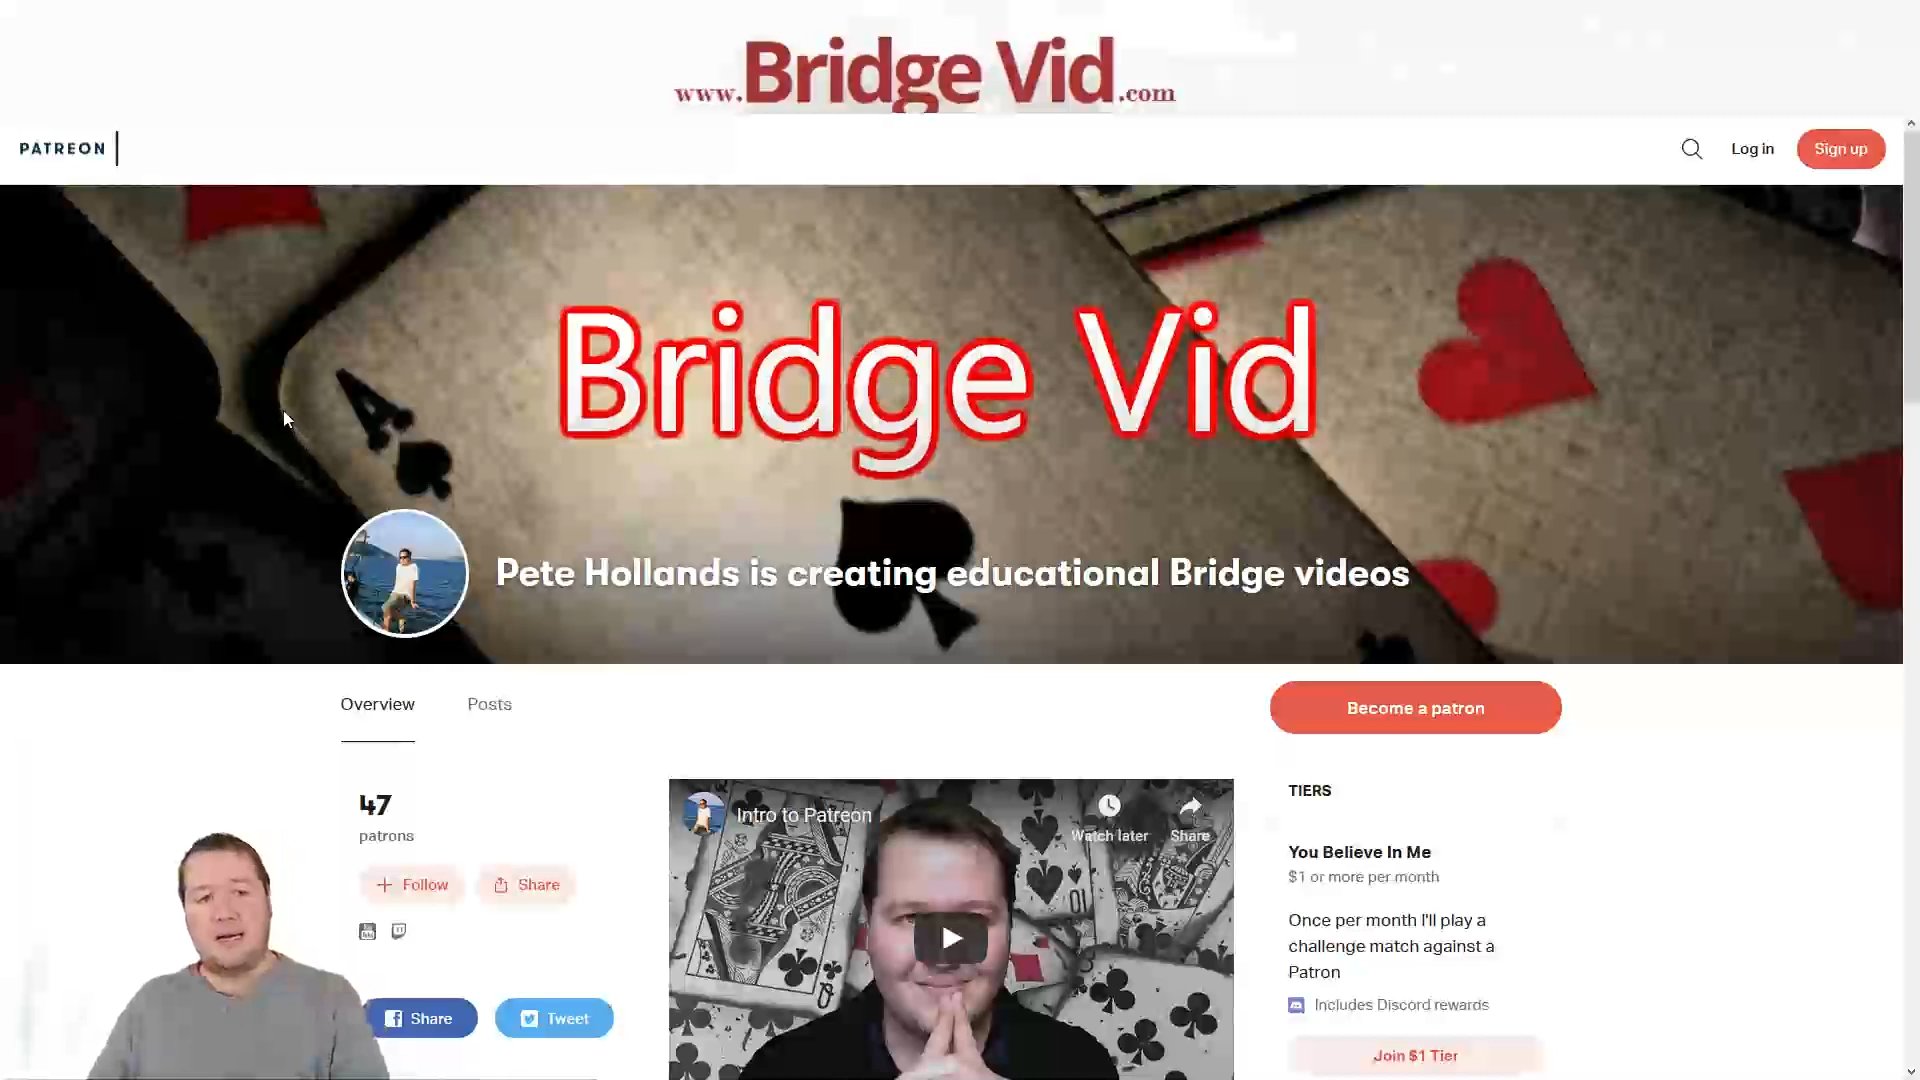 www.Bridge Vid.com
PATREON
Log in
Sign up
A
Bridge Vid
Pete Hollands is creating educational Bridge videos
Overview
Posts
Become a patron
47
patrons
Follow
Share
Share
Tweet
Intro to Patreon
Watch later
Share
TIERS
You Believe In Me
$1 or more per month
Once per month I'll play a
challenge match against a
Patron
Includes Discord rewards
Join $1 Tier